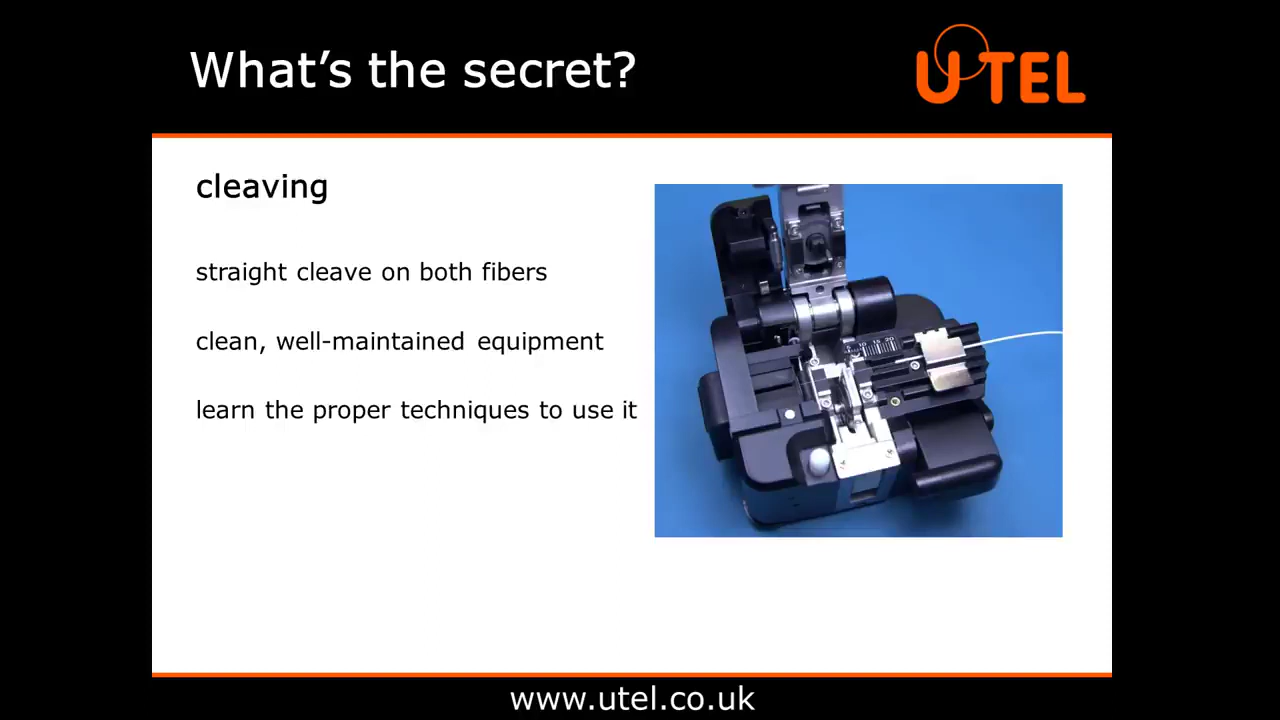 What's the secret?
UTEL
cleaving
straight cleave on both fibers
clean, well-maintained equipment
learn the proper techniques to use it
www.utel.co.uk